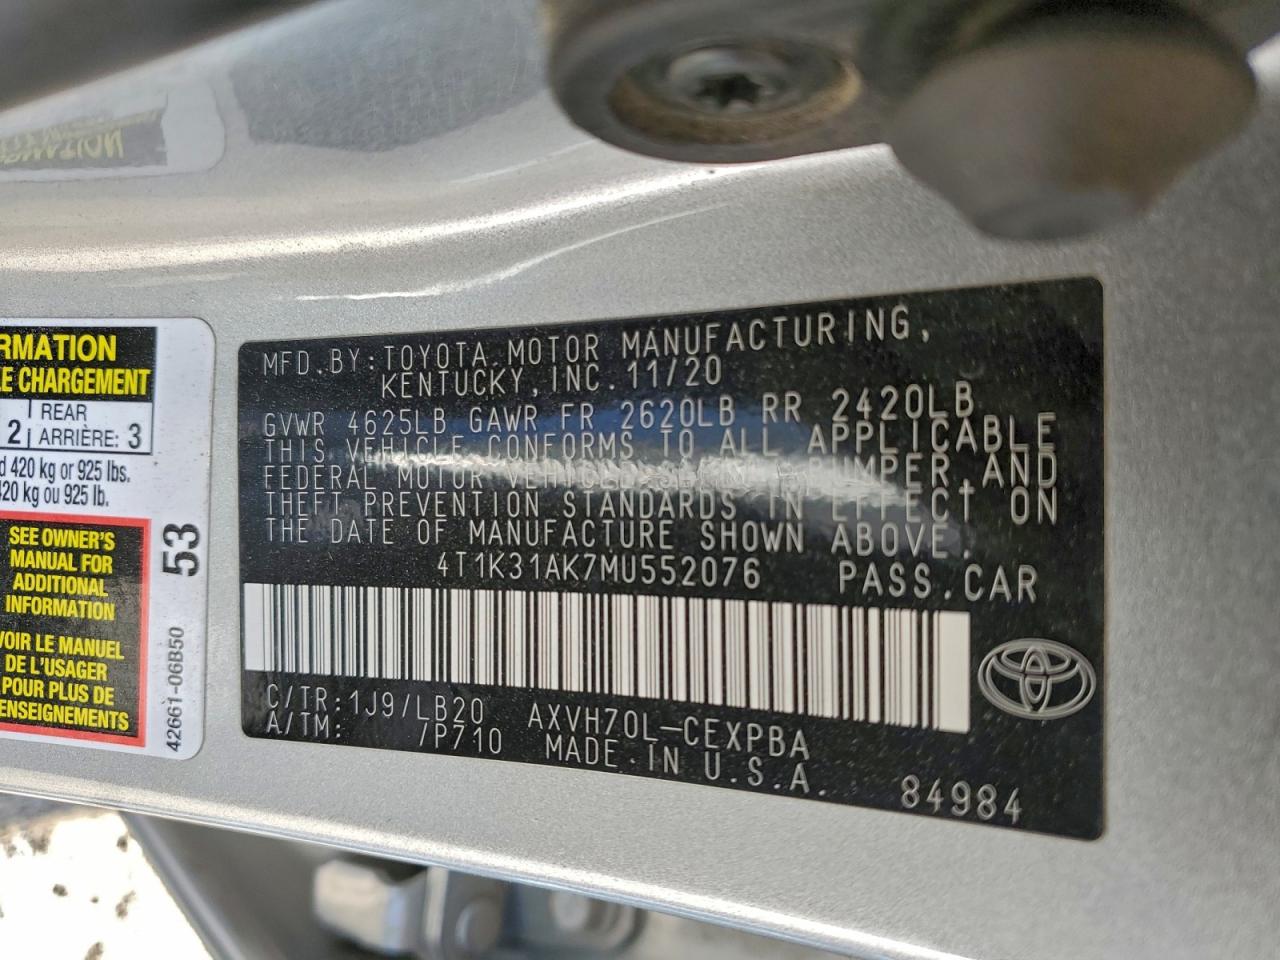 RMATION
E CHARGEMENT
REAR
2 ARRIÈRE: 3
d 420 kg or 925 lbs.
420 kg ou 925 lb.
SEE OWNER'S
MANUAL FOR
ADDITIONAL
INFORMATION
VOIR LE MANUEL
DE L'USAGER
POUR PLUS DE
ENSEIGNEMENTS
53
42661-06B50
MFD.BY:TOYOTA MOTOR MANUFACTURING,
KENTUCKY,INC.11/20
GVWR 4625LB GAWR FR 2620LB RR 2420LB
THIS VEHICLE CONFORMS TO ALL APPLICABLE
FEDERAL MOTOR VEHICLE BUMPER,AND
THEFT PREVENTION STANDARDS IN EFFECT ON
THE DATE OF MANUFACTURE SHOWN ABOVE.
4T1K31AK7MU552076 PASS.CAR
C/TR:1J9/LB20 AXVH70L-CEXPBA
A/TM: /P710 MADE IN U.S.A.
84984